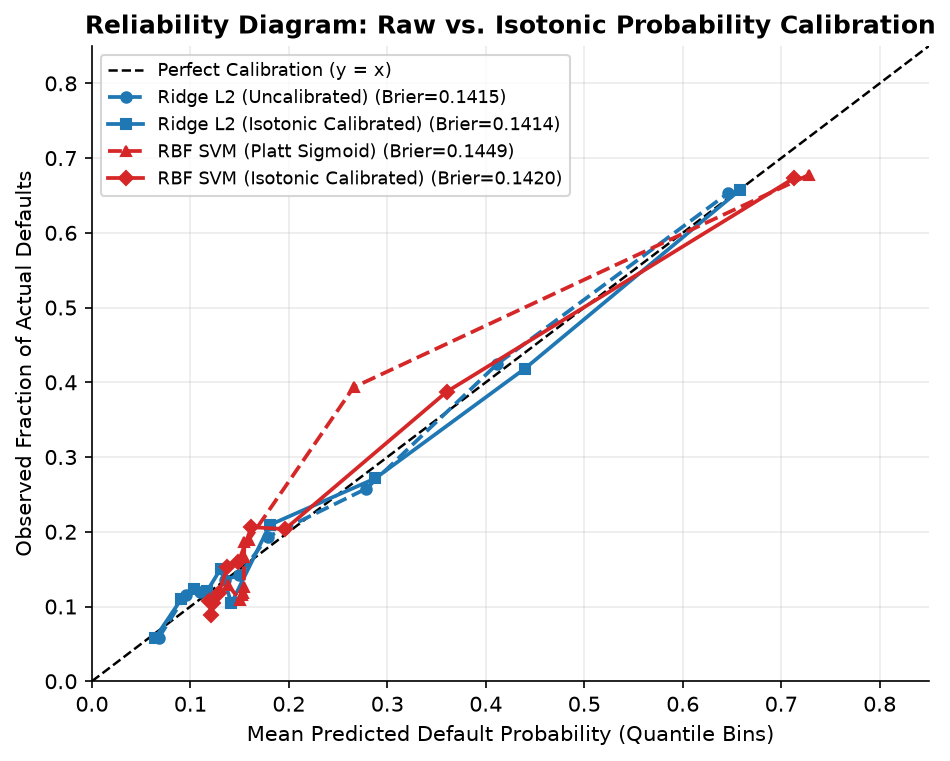 Reliability Diagram: Raw vs. Isotonic Probability Calibration
Perfect Calibration (y = x)
Ridge L2 (Uncalibrated) (Brier=0.1415)
Ridge L2 (Isotonic Calibrated) (Brier=0.1414)
RBF SVM (Platt Sigmoid) (Brier=0.1449)
RBF SVM (Isotonic Calibrated) (Brier=0.1420)
Observed Fraction of Actual Defaults
0.8
0.7
0.6
0.5
0.4
0.3
0.2
0.1
0.0
0.0 0.1 0.2 0.3 0.4 0.5 0.6 0.7 0.8
Mean Predicted Default Probability (Quantile Bins)